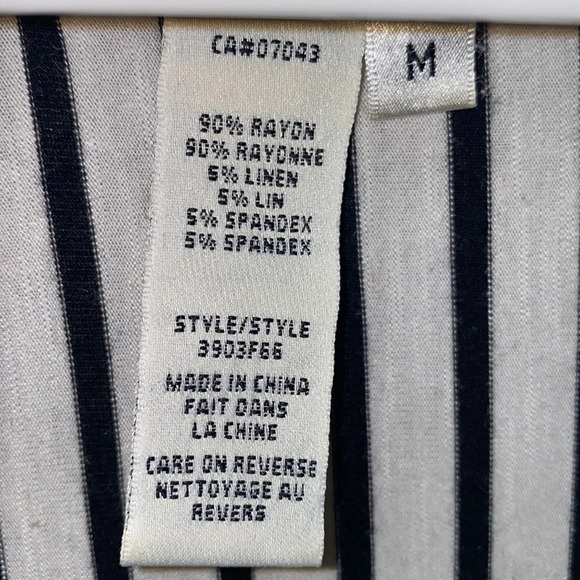 CA#07043
M
90% RAYON
90% RAYONNE
5% LINEN
5% LIN
5% SPANDEX
5% SPANDEX
STYLE/STYLE
3903F66
MADE IN CHINA
FAIT DANS
LA CHINE
CARE ON REVERSE
NETTOYAGE AU
REVERS